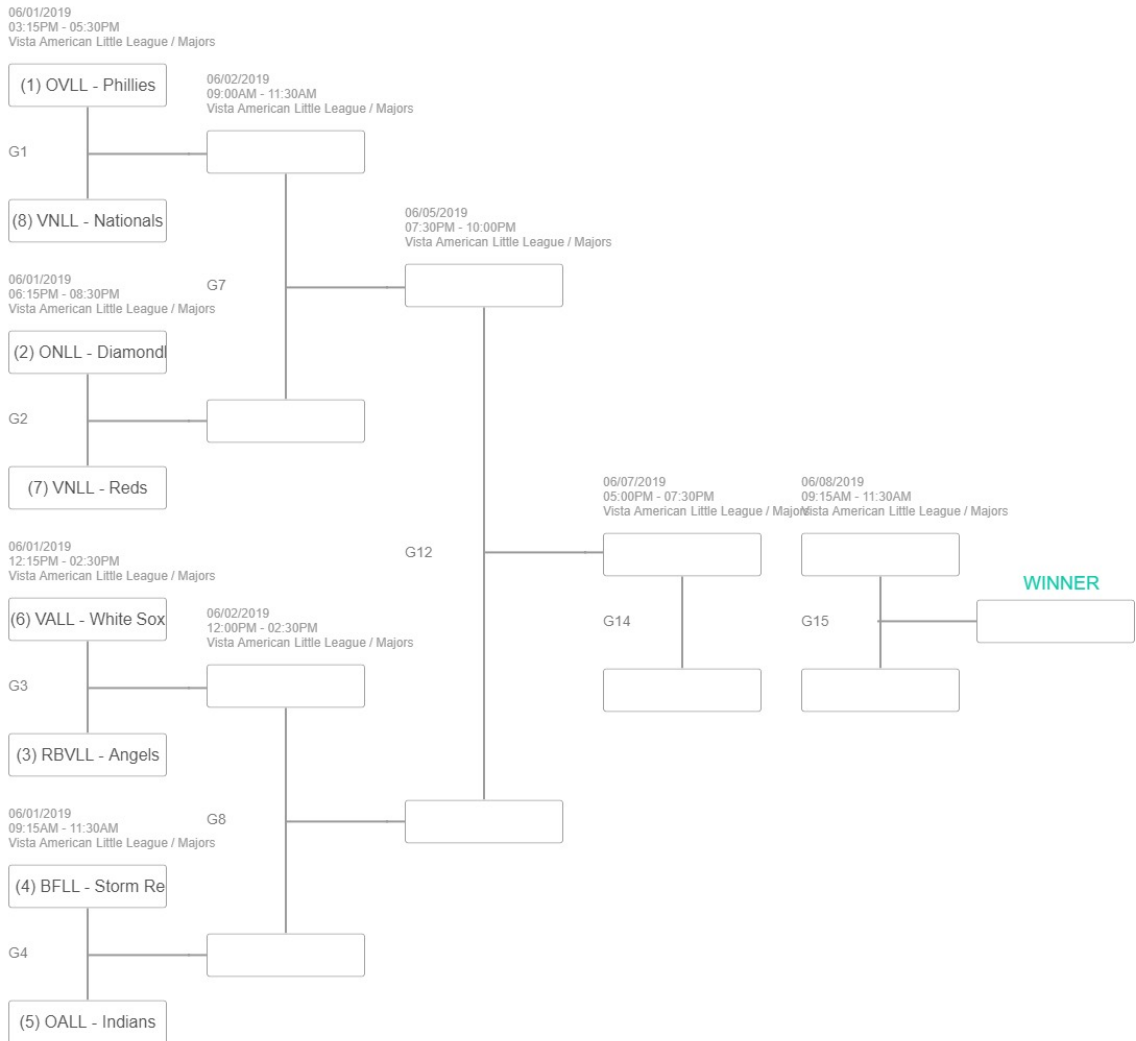 06/01/2019
03:15PM - 05:30PM
Vista American Little League / Majors
(1) OVLL - Phillies
G1
(8) VNLL - Nationals
06/01/2019
06:15PM - 08:30PM
Vista American Little League / Majors
(2) ONLL - Diamond
G2
(7) VNLL - Reds
06/01/2019
12:15PM - 02:30PM
Vista American Little League / Majors
(6) VALL - White Sox
G3
(3) RBVLL - Angels
06/01/2019
09:15AM - 11:30AM
Vista American Little League / Majors
(4) BFLL - Storm Re
G4
(5) OALL - Indians
06/02/2019
09:00AM - 11:30AM
Vista American Little League / Majors
G7
06/02/2019
12:00PM - 02:30PM
Vista American Little League / Majors
G8
06/05/2019
07:30PM - 10:00PM
Vista American Little League / Majors
G12
06/07/2019
05:00PM - 07:30PM
Vista American Little League / Majors
G14
06/08/2019
09:15AM - 11:30AM
Vista American Little League / Majors
G15
WINNER